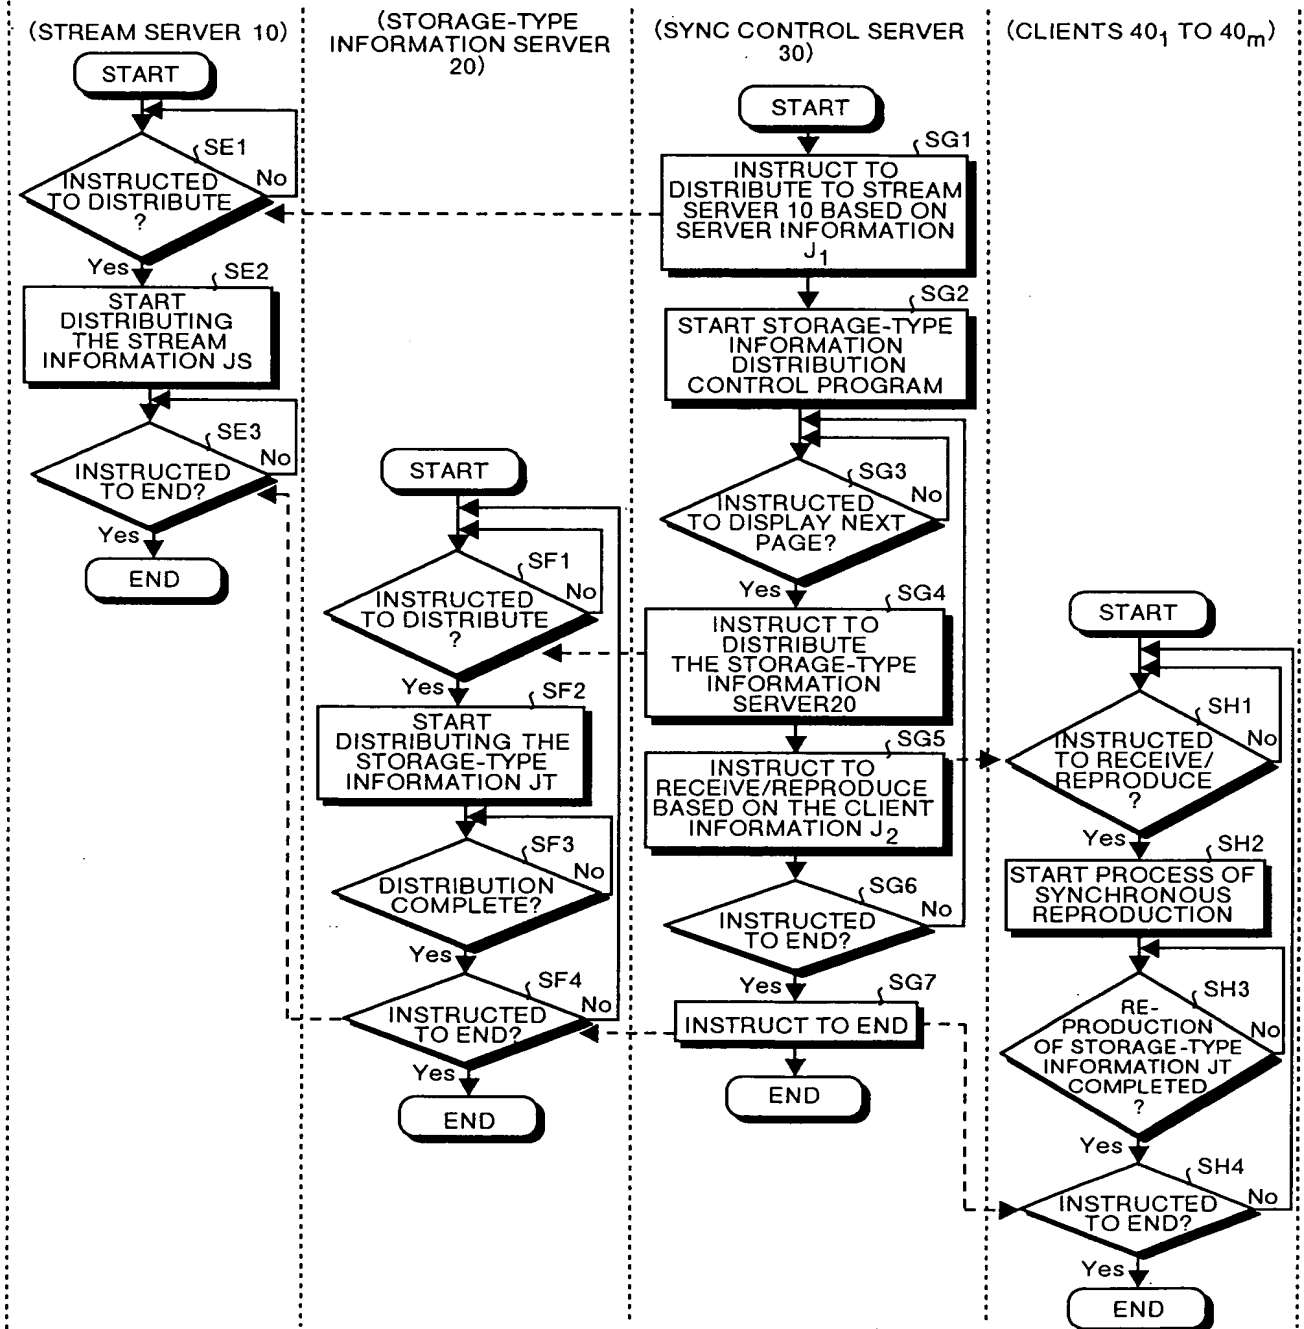 (STREAM SERVER 10)
START
SE1
INSTRUCTED
TO DISTRIBUTE
?
No
Yes
SE2
START
DISTRIBUTING
THE STREAM
INFORMATION JS
SE3
INSTRUCTED
TO END?
No
Yes
END
(STORAGE-TYPE
INFORMATION SERVER
20)
START
SF1
INSTRUCTED
TO DISTRIBUTE
?
No
Yes
SF2
START
DISTRIBUTING THE
STORAGE-TYPE
INFORMATION JT
SF3
DISTRIBUTION
COMPLETE?
No
Yes
SF4
INSTRUCTED
TO END?
No
Yes
END
(SYNC CONTROL SERVER
30)
START
SG1
INSTRUCT TO
DISTRIBUTE TO STREAM
SERVER 10 BASED ON
SERVER INFORMATION
J1
SG2
START STORAGE-TYPE
INFORMATION
DISTRIBUTION
CONTROL PROGRAM
SG3
INSTRUCTED
TO DISPLAY NEXT
PAGE?
No
Yes
SG4
INSTRUCT TO
DISTRIBUTE
THE STORAGE-TYPE
INFORMATION
SERVER20
SG5
INSTRUCT TO
RECEIVE/REPRODUCE
BASED ON THE CLIENT
INFORMATION J2
SG6
INSTRUCTED
TO END?
No
Yes
SG7
INSTRUCT TO END
END
(CLIENTS 401 TO 40m)
START
SH1
INSTRUCTED
TO RECEIVE/
REPRODUCE
?
No
Yes
SH2
START PROCESS OF
SYNCHRONOUS
REPRODUCTION
SH3
RE-
PRODUCTION
OF STORAGE-TYPE
INFORMATION JT
COMPLETED
?
No
Yes
SH4
INSTRUCTED
TO END?
No
Yes
END